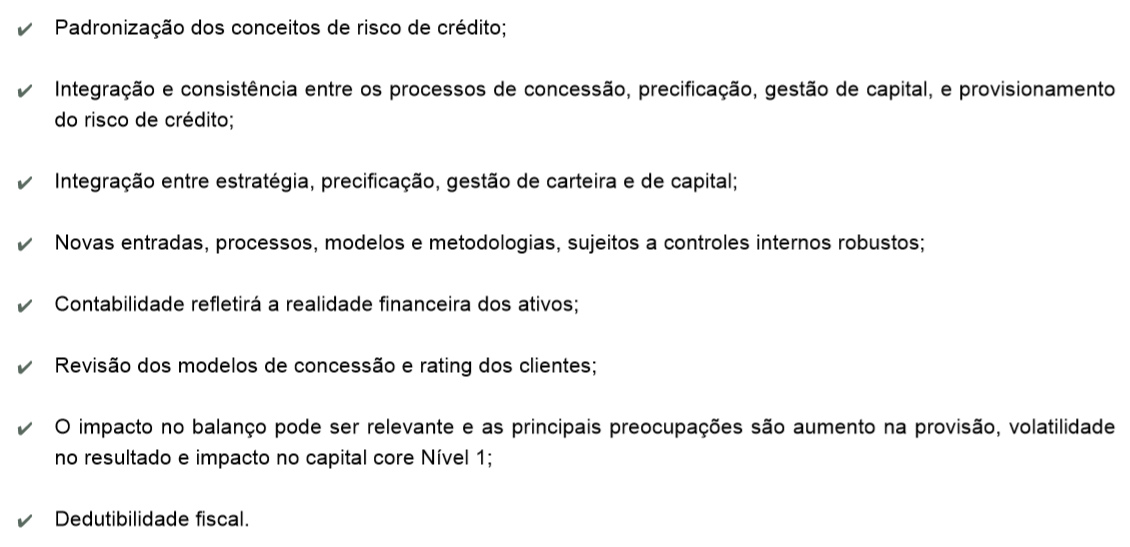 ✔ Padronização dos conceitos de risco de crédito;
✔ Integração e consistência entre os processos de concessão, precificação, gestão de capital, e provisionamento
do risco de crédito;
✔ Integração entre estratégia, precificação, gestão de carteira e de capital;
✔ Novas entradas, processos, modelos e metodologias, sujeitos a controles internos robustos;
✔ Contabilidade refletirá a realidade financeira dos ativos;
✔ Revisão dos modelos de concessão e rating dos clientes;
✔ O impacto no balanço pode ser relevante e as principais preocupações são aumento na provisão, volatilidade
no resultado e impacto no capital core Nível 1;
✔ Dedutibilidade fiscal.